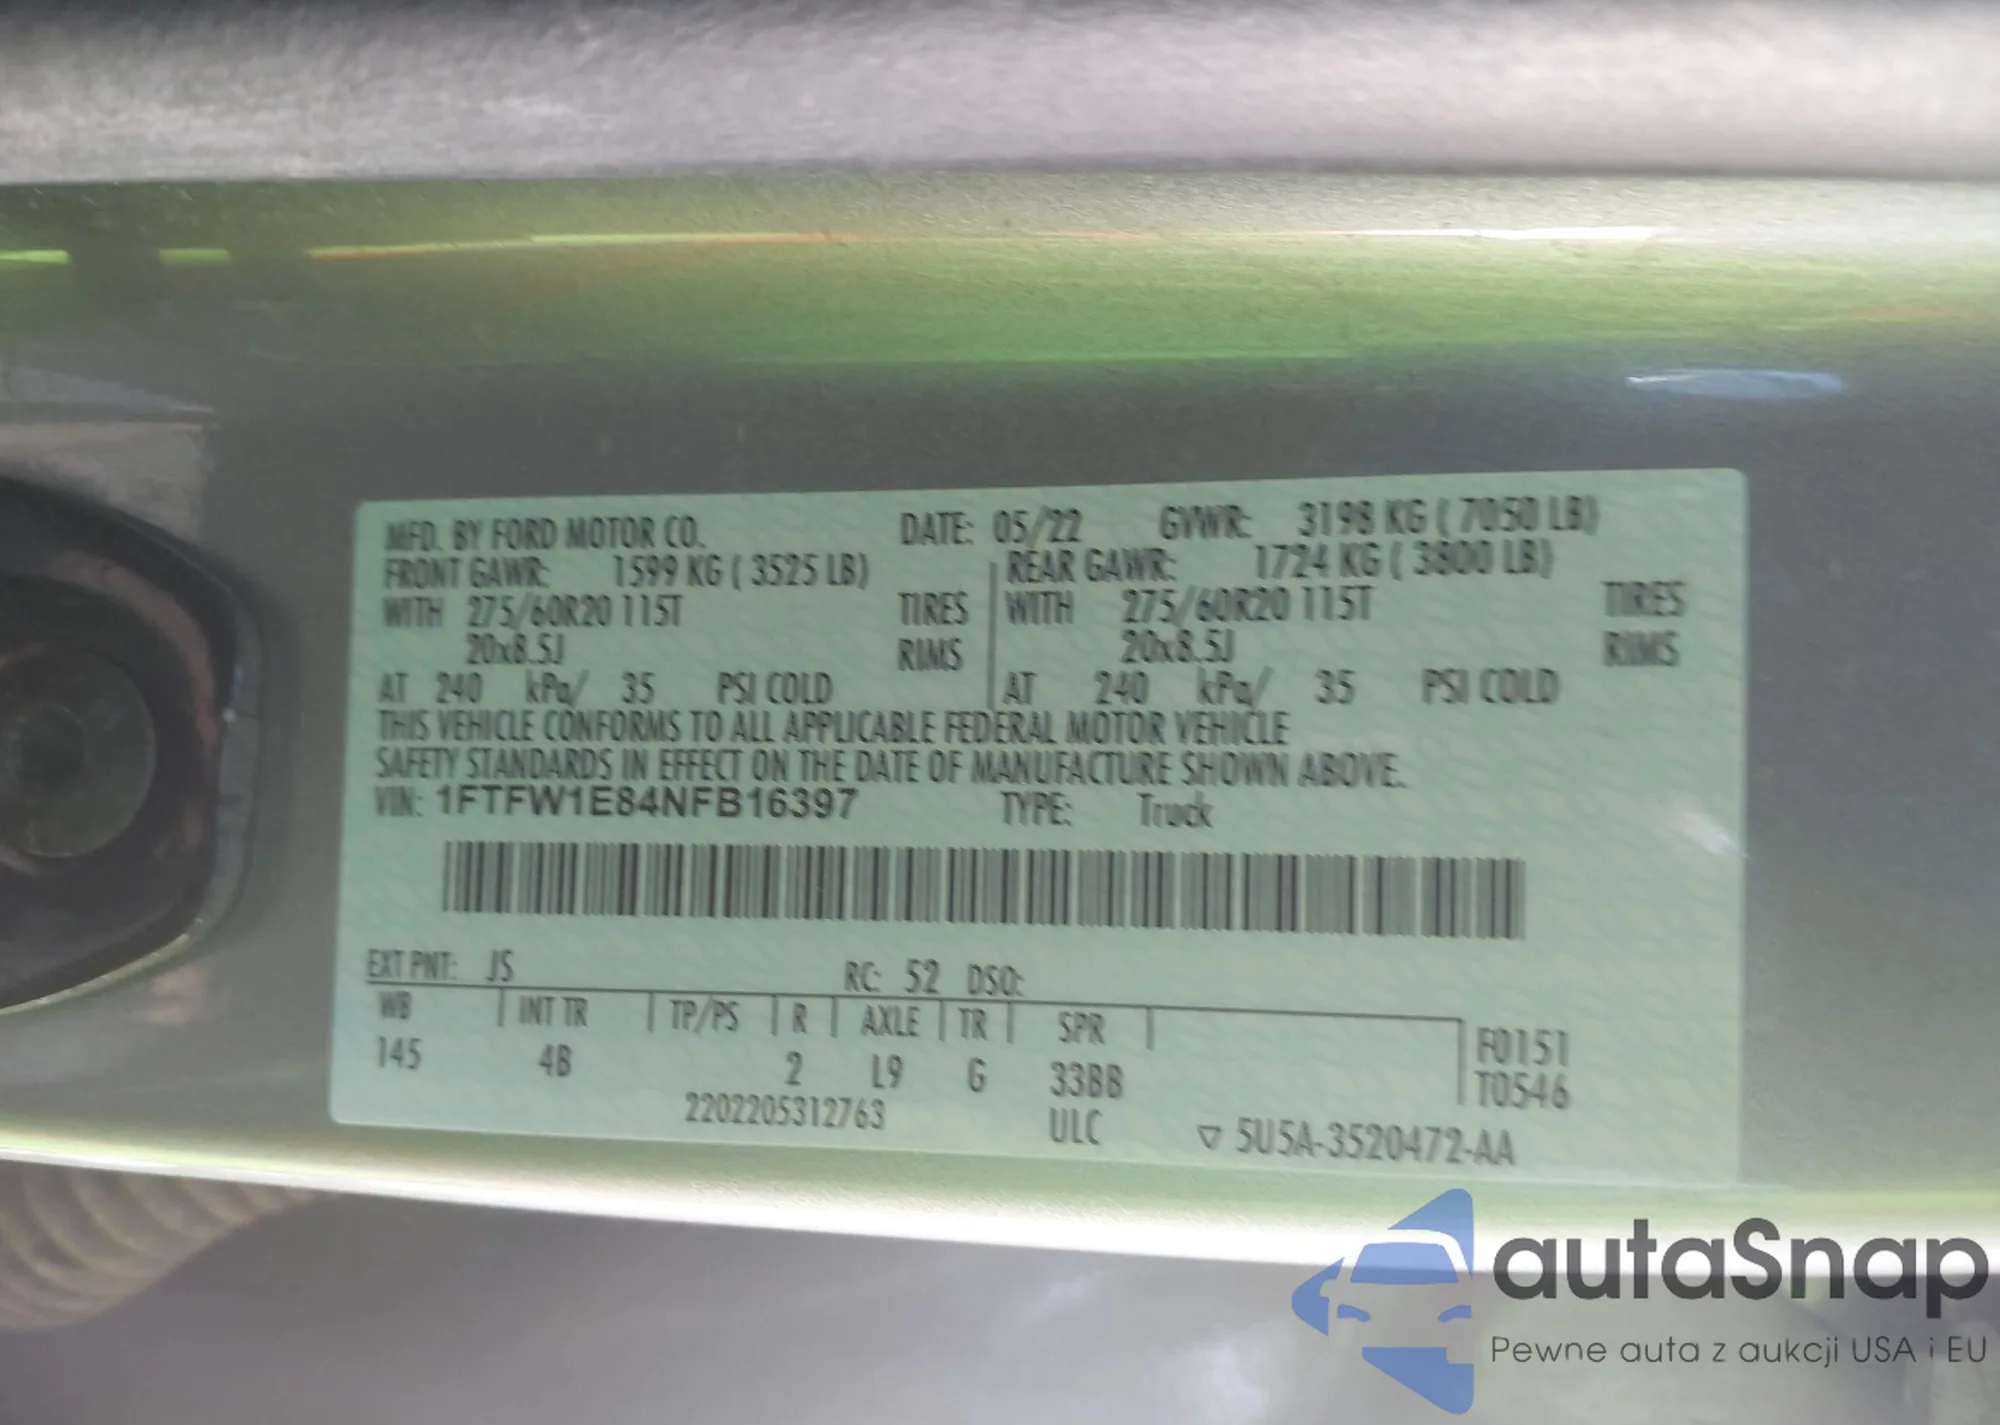 MFD. BY FORD MOTOR CO. DATE: 05/22 GVWR: 3198 KG ( 7050 LB)
FRONT GAWR: 1599 KG ( 3525 LB) REAR GAWR: 1724 KG ( 3800 LB)
WITH 275/60R20 115T TIRES WITH 275/60R20 115T TIRES
20x8.5J RIMS 20x8.5J RIMS
AT 240 kPa/ 35 PSI COLD AT 240 kPa/ 35 PSI COLD
THIS VEHICLE CONFORMS TO ALL APPLICABLE FEDERAL MOTOR VEHICLE
SAFETY STANDARDS IN EFFECT ON THE DATE OF MANUFACTURE SHOWN ABOVE.
VIN: 1FTFW1E84NFB16397 TYPE: Truck
EXT PNT: JS RC: 52 DSO:
WB INT TR TP/PS R AXLE TR SPR
F0151
145 4B 2 L9 G 33BB
T0546
2202205312763 ULC ▽ 5U5A-3520472-AA
autaSnap
Pewne auta z aukcji USA i EU